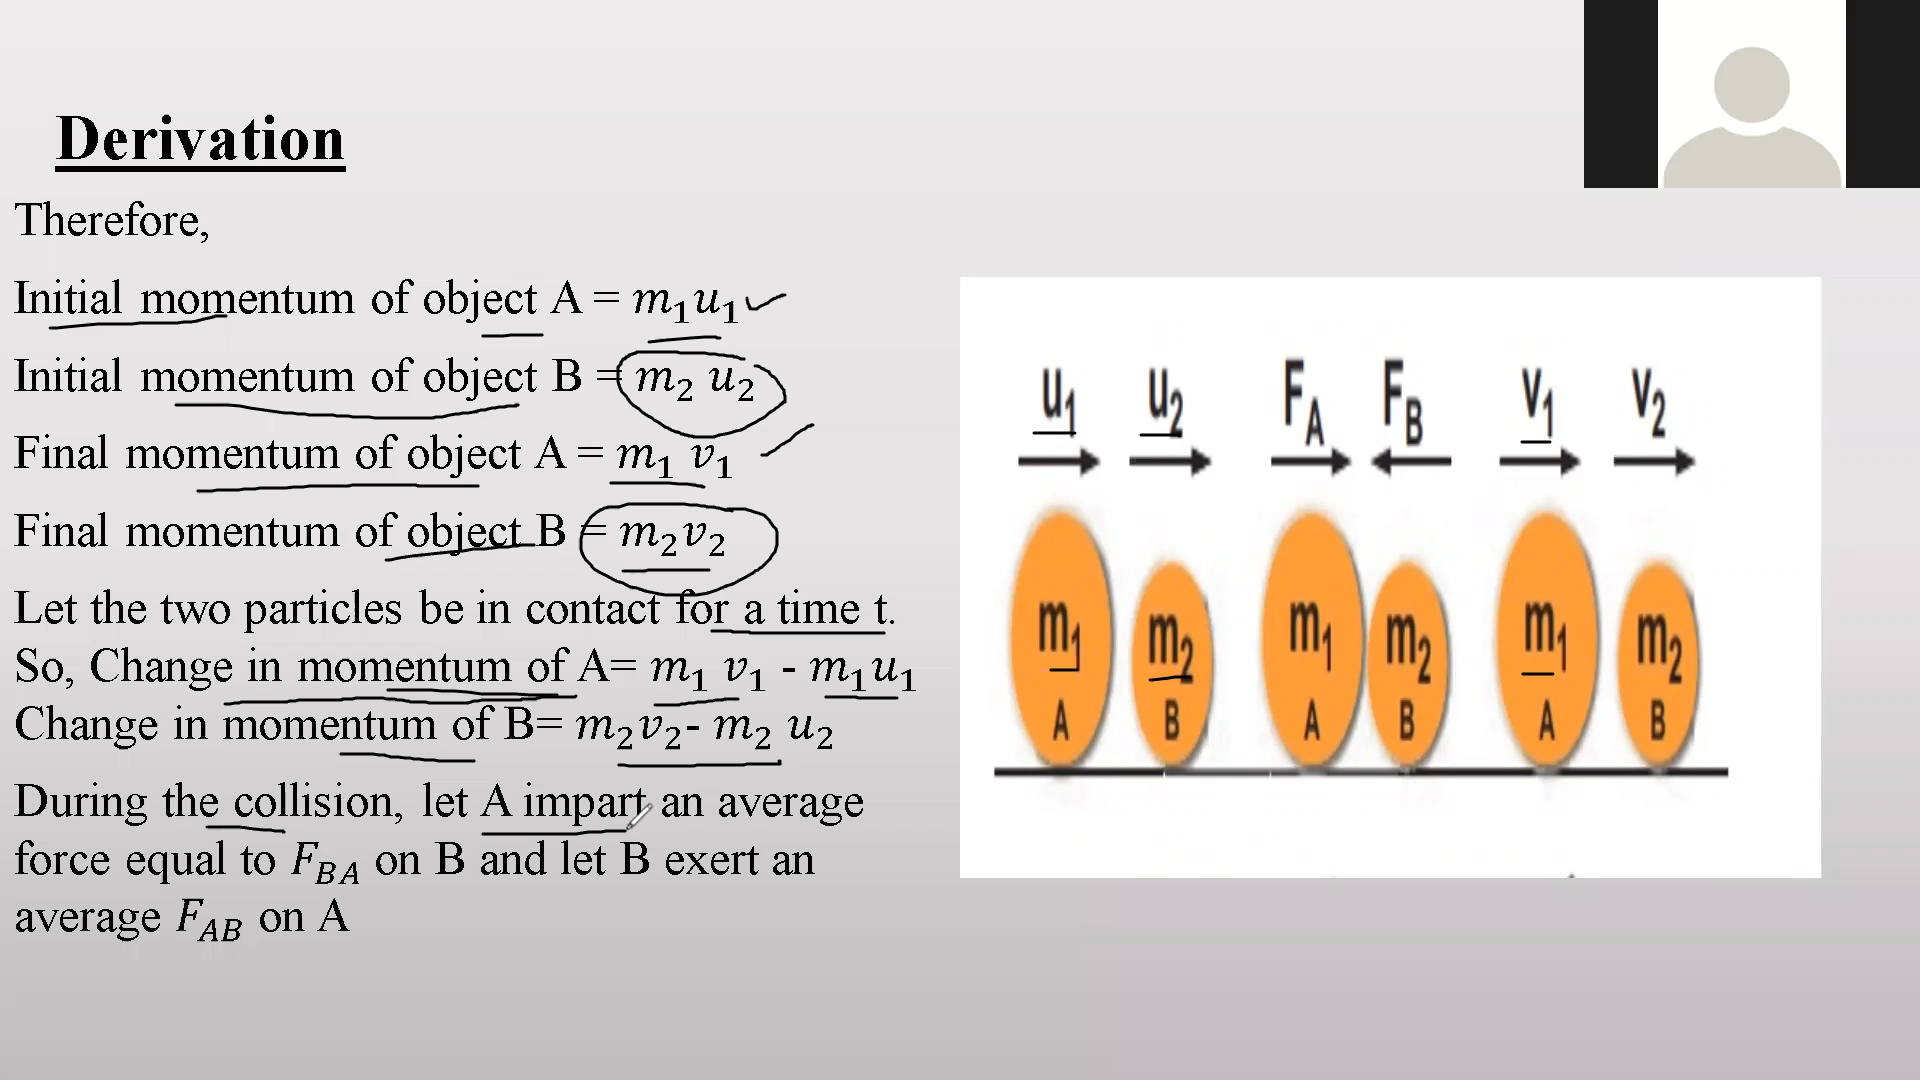 Derivation
Therefore,
Initial momentum of object A = m₁u₁
Initial momentum of object B = m₂ u₂
Final momentum of object A = m₁ v₁
Final momentum of object B = m₂v₂
Let the two particles be in contact for a time t.
So, Change in momentum of A= m₁ v₁ - m₁u₁
Change in momentum of B= m₂v₂- m₂ u₂
During the collision, let A impart an average
force equal to F_BA on B and let B exert an
average F_AB on A
u₁ u₂ F_A F_B v₁ v₂
m₁ m₂ m₁ m₂ m₁ m₂
A B A B A B